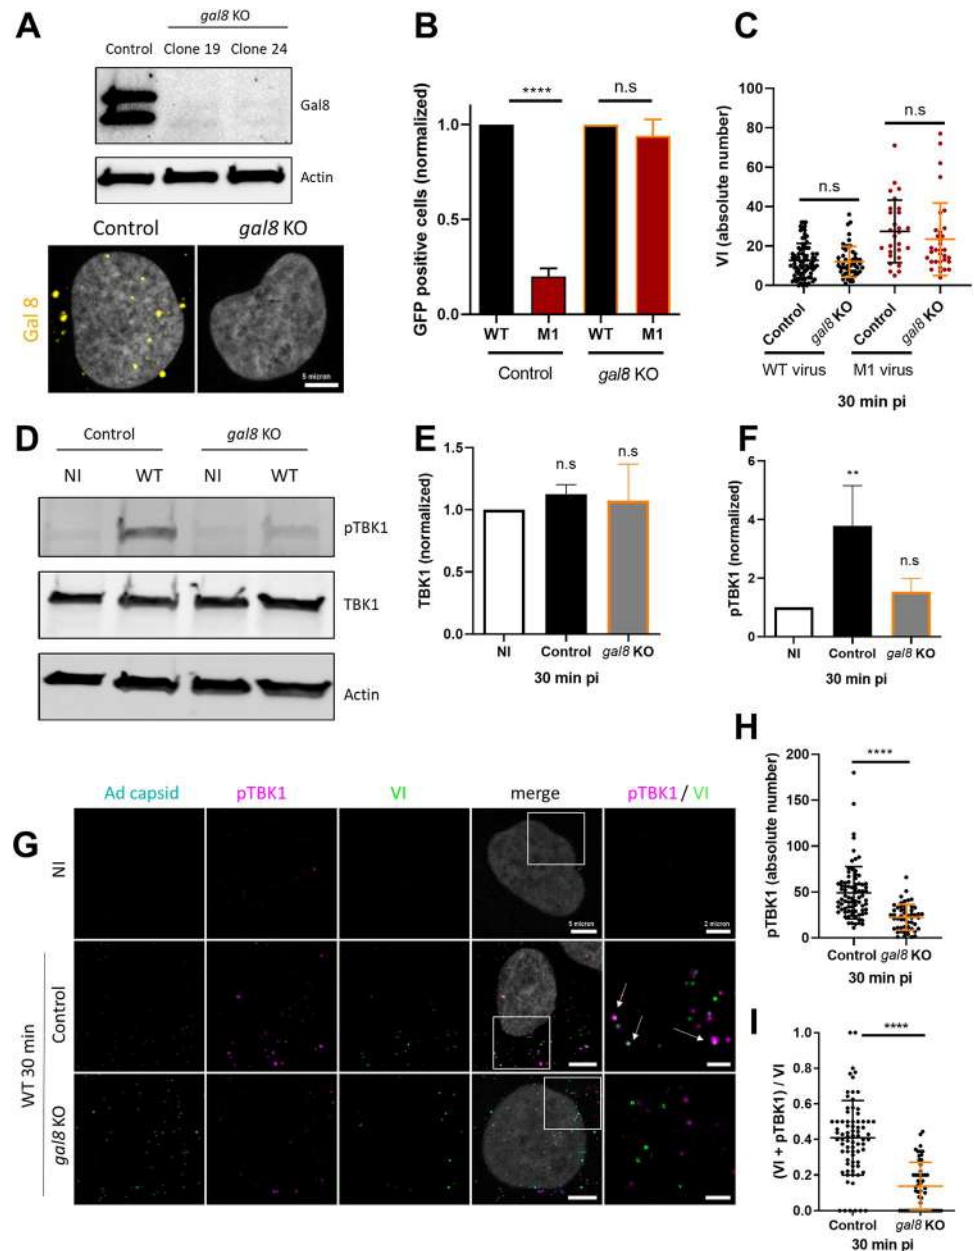 A
gal8 KO
Control Clone 19 Clone 24
Gal8
Actin
Control gal8 KO
Gal 8
5 micron
B
GFP positive cells (normalized)
1.0
0.5
0.0
****
n.s
WT M1 WT M1
Control gal8 KO
C
VI (absolute number)
100
80
60
40
20
0
n.s
n.s
Control gal8 KO Control gal8 KO
WT virus M1 virus
30 min pi
D
Control gal8 KO
NI WT NI WT
pTBK1
TBK1
Actin
E
TBK1 (normalized)
1.5
1.0
0.5
0.0
n.s n.s
NI Control gal8 KO
30 min pi
F
pTBK1 (normalized)
6
4
2
0
**
n.s
NI Control gal8 KO
30 min pi
G
Ad capsid pTBK1 VI merge pTBK1 / VI
NI
5 micron 2 micron
WT 30 min
Control
gal8 KO
H
pTBK1 (absolute number)
200
150
100
50
0
****
Control gal8 KO
30 min pi
I
(VI + pTBK1) / VI
1.0
0.8
0.6
0.4
0.2
0.0
****
Control gal8 KO
30 min pi